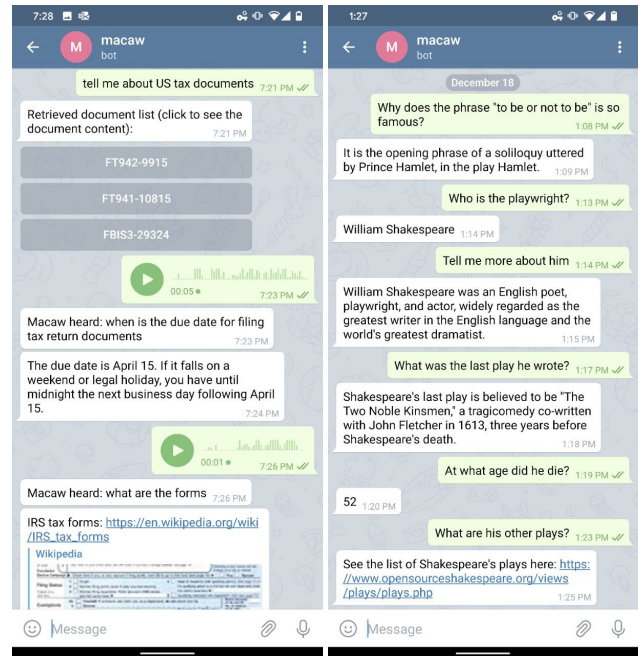 7:28
macaw
bot
tell me about US tax documents 7:21 PM
Retrieved document list (click to see the
document content): 7:21 PM
FT942-9915
FT941-10815
FBIS3-29324
00:05 7:23 PM
Macaw heard: when is the due date for filing
tax return documents 7:23 PM
The due date is April 15. If it falls on a
weekend or legal holiday, you have until
midnight the next business day following April
15. 7:24 PM
00:01 7:26 PM
Macaw heard: what are the forms 7:26 PM
IRS tax forms: https://en.wikipedia.org/wiki
/IRS_tax_forms
Wikipedia
Filing Status
Exemptions
Message
1:27
M
macaw
bot
December 18
Why does the phrase "to be or not to be" is so
famous? 1:08 PM
It is the opening phrase of a soliloquy uttered
by Prince Hamlet, in the play Hamlet. 1:09 PM
Who is the playwright? 1:13 PM
William Shakespeare 1:14 PM
Tell me more about him 1:14 PM
William Shakespeare was an English poet,
playwright, and actor, widely regarded as the
greatest writer in the English language and the
world's greatest dramatist. 1:15 PM
What was the last play he wrote? 1:17 PM
Shakespeare's last play is believed to be "The
Two Noble Kinsmen," a tragicomedy co-written
with John Fletcher in 1613, three years before
Shakespeare's death. 1:18 PM
At what age did he die? 1:19 PM
52 1:20 PM
What are his other plays? 1:23 PM
See the list of Shakespeare's plays here: https:
//www.opensourceshakespeare.org/views
/plays/plays.php 1:25 PM
Message